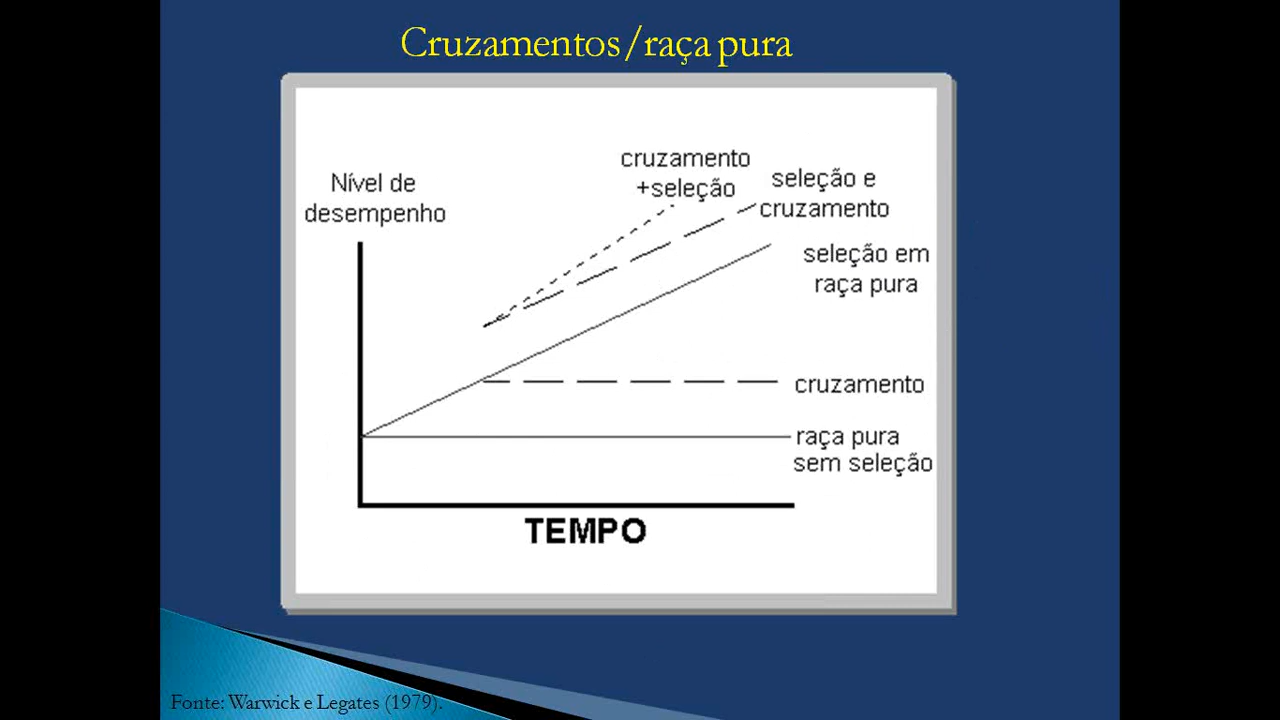 Cruzamentos/raça pura
cruzamento
+seleção
seleção e
cruzamento
Nível de
desempenho
seleção em
raça pura
cruzamento
raça pura
sem seleção
TEMPO
Fonte: Warwick e Legates (1979).